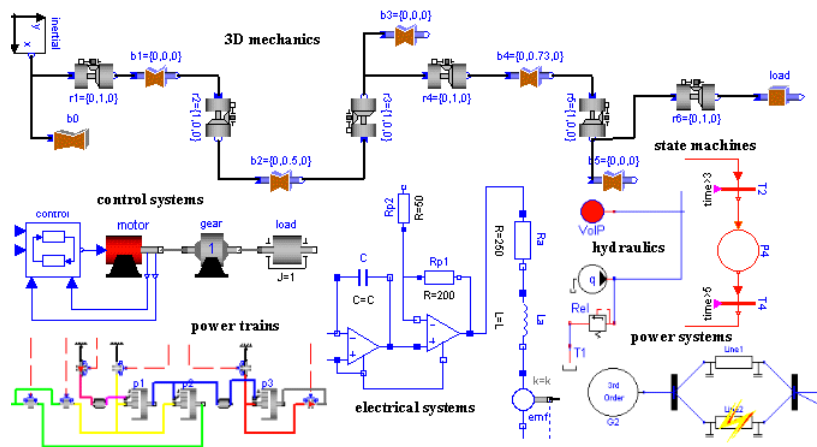 y
x
inertial
3D mechanics
b3={0,0,0}
b1={0,0,0}
b4={0,0.73,0}
load
r1={0,1,0}
r2={1,0,0}
r3={1,0,0}
r4={0,1,0}
r5={1,0,0}
r6={0,1,0}
b0
b2={0,0.5,0}
b5={0,0,0}
state machines
control systems
control
motor
gear
load
1
J=1
Rp2
R=50
C
C=C
Rp1
R=200
Ra
R=250
La
L=L
k=k
emf
electrical systems
VolP
hydraulics
q
Rel
T1
time>3
T2
P4
time>5
T4
power trains
p1
p2
p3
power systems
3rd
Order
G2
Line1
Line2